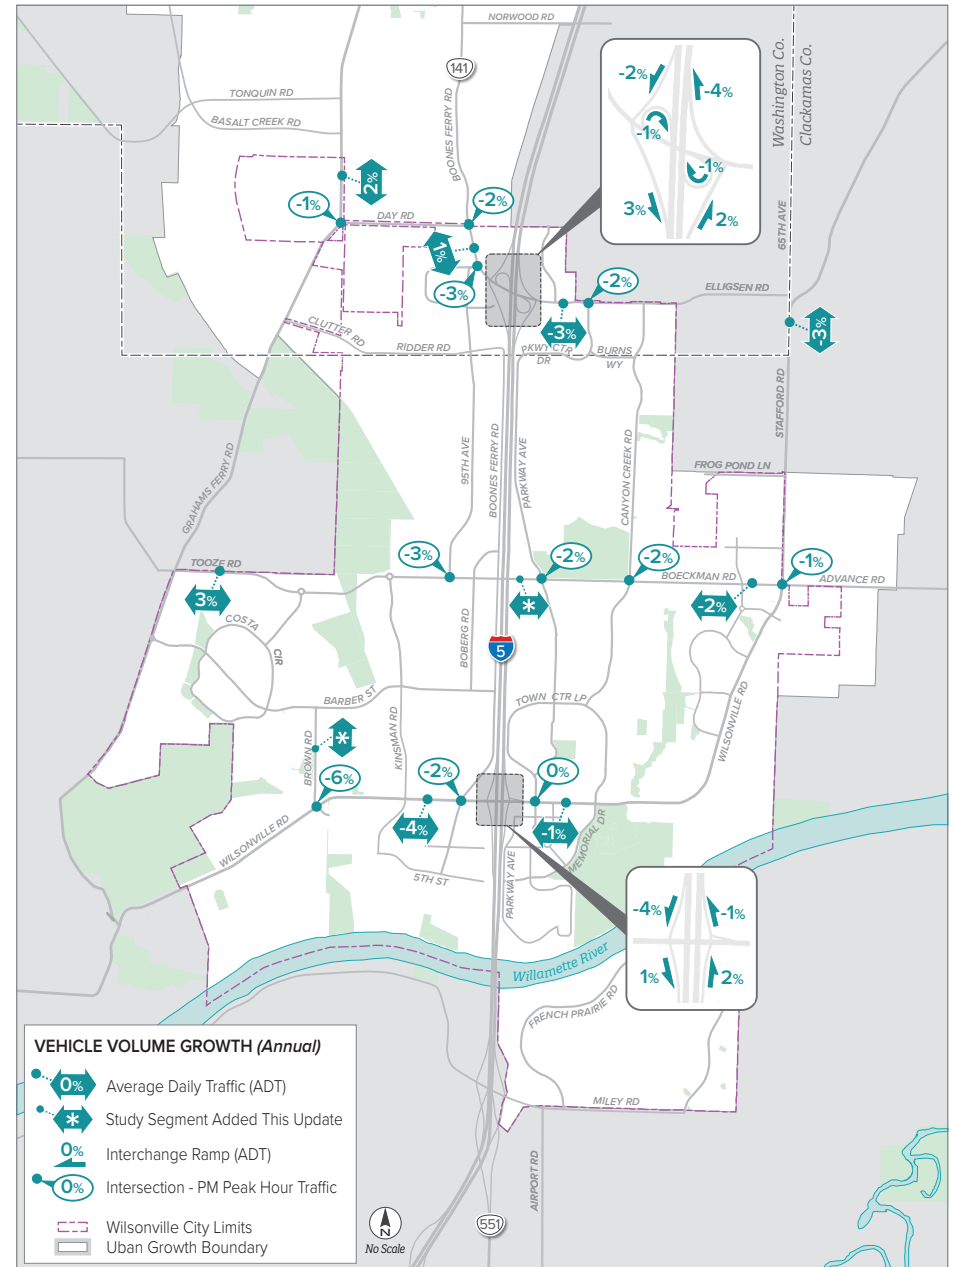 NORWOOD RD
141
TONQUIN RD
BASALT CREEK RD
BOONES FERRY RD
Washington Co.
Clackamas Co.
-2%
-4%
-1%
-1%
3%
2%
2%
-1%
DAY RD
-2%
1%
-3%
-2%
-3%
65TH AVE
ELLIGSEN RD
-3%
CLUTTER RD
RIDDER RD
PKWY CTR
DR
BURNS
WY
STAFFORD RD
GRAHAMS FERRY RD
95TH AVE
BOONES FERRY RD
PARKWAY AVE
CANYON CREEK RD
FROG POND LN
TOOZE RD
3%
-3%
-2%
*
-2%
BOECKMAN RD
-2%
-1%
ADVANCE RD
COSTA
CIR
BOBERG RD
5
BARBER ST
TOWN CTR LP
WILSONVILLE RD
BROWN RD
*
KINSMAN RD
-6%
-2%
0%
-4%
-1%
WILSONVILLE RD
5TH ST
PARKWAY AVE
MEMORIAL DR
-4%
-1%
1%
2%
Willamette River
FRENCH PRAIRIE RD
MILEY RD
AIRPORT RD
551
VEHICLE VOLUME GROWTH (Annual)
0% Average Daily Traffic (ADT)
* Study Segment Added This Update
0% Interchange Ramp (ADT)
0% Intersection - PM Peak Hour Traffic
Wilsonville City Limits
Urban Growth Boundary
N
No Scale